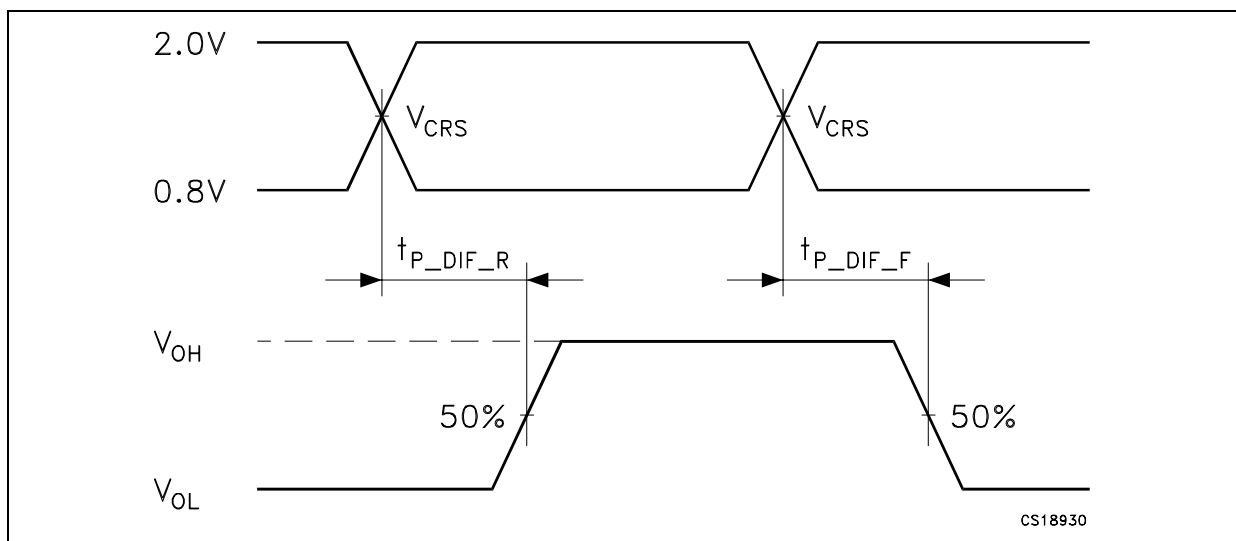 2.0V
V_CRS
V_CRS
0.8V
t_P_DIF_R
t_P_DIF_F
V_OH
50%
50%
V_OL
CS18930